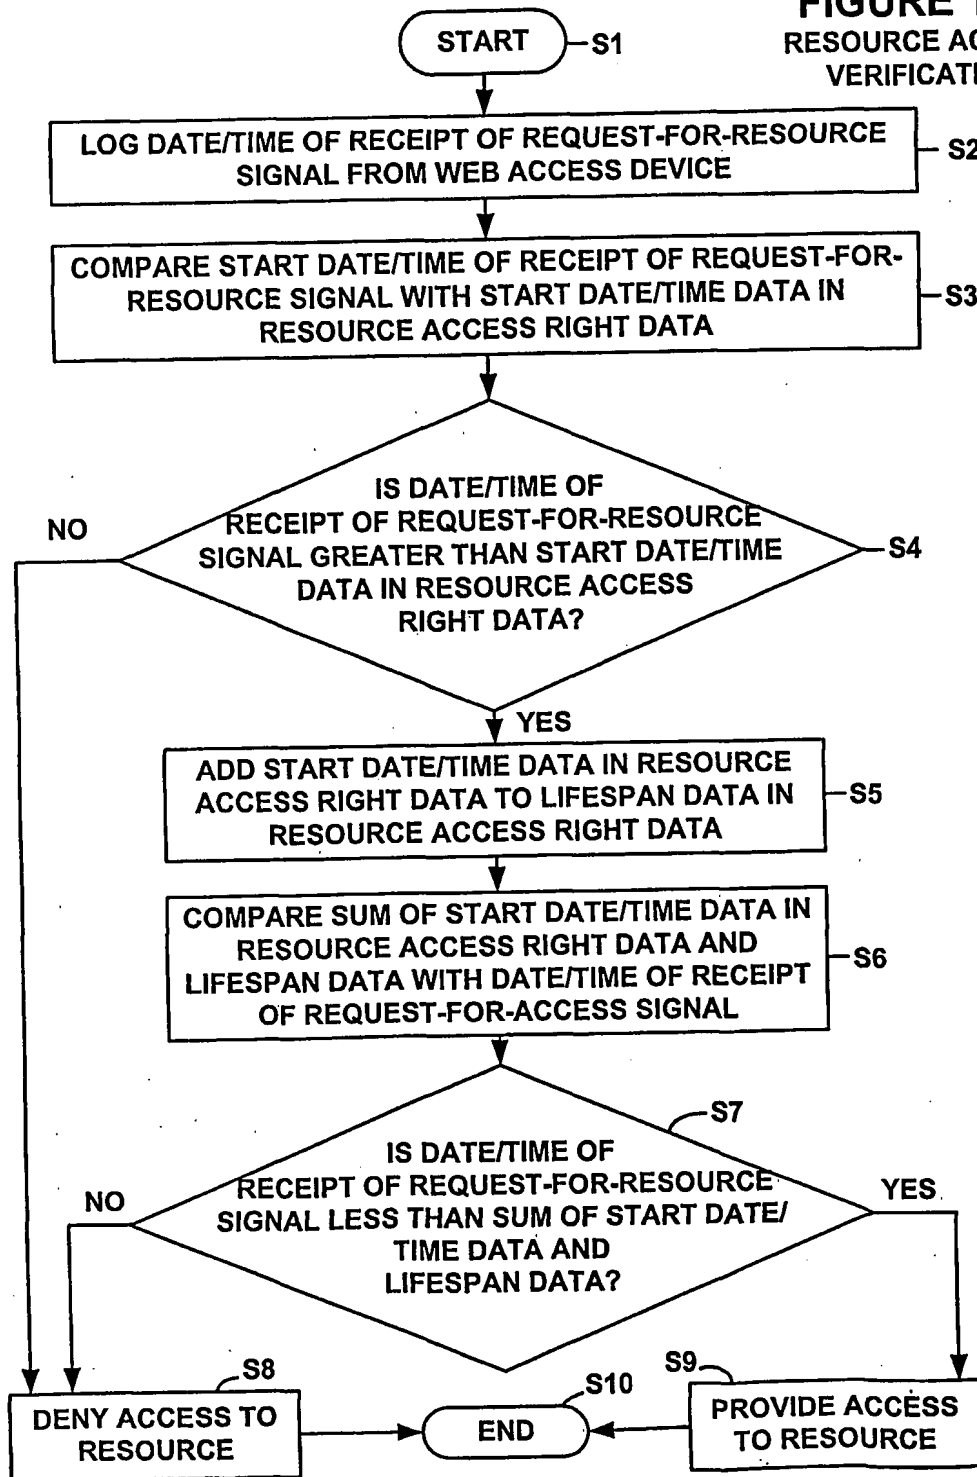 FIGURE 1
RESOURCE AC
VERIFICATI
START
S1
LOG DATE/TIME OF RECEIPT OF REQUEST-FOR-RESOURCE
SIGNAL FROM WEB ACCESS DEVICE
S2
COMPARE START DATE/TIME OF RECEIPT OF REQUEST-FOR-
RESOURCE SIGNAL WITH START DATE/TIME DATA IN
RESOURCE ACCESS RIGHT DATA
S3
IS DATE/TIME OF
RECEIPT OF REQUEST-FOR-RESOURCE
SIGNAL GREATER THAN START DATE/TIME
DATA IN RESOURCE ACCESS
RIGHT DATA?
NO
S4
YES
ADD START DATE/TIME DATA IN RESOURCE
ACCESS RIGHT DATA TO LIFESPAN DATA IN
RESOURCE ACCESS RIGHT DATA
S5
COMPARE SUM OF START DATE/TIME DATA IN
RESOURCE ACCESS RIGHT DATA AND
LIFESPAN DATA WITH DATE/TIME OF RECEIPT
OF REQUEST-FOR-ACCESS SIGNAL
S6
S7
IS DATE/TIME OF
RECEIPT OF REQUEST-FOR-RESOURCE
SIGNAL LESS THAN SUM OF START DATE/
TIME DATA AND
LIFESPAN DATA?
NO
YES
S8
DENY ACCESS TO
RESOURCE
S10
END
S9
PROVIDE ACCESS
TO RESOURCE